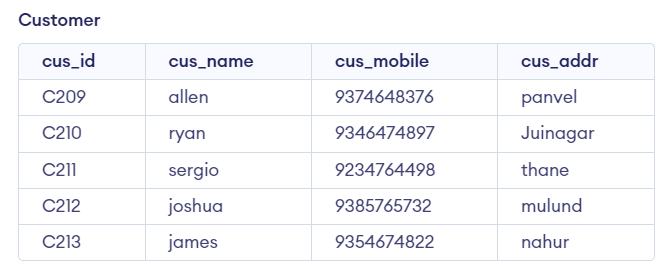 Customer
cus_id cus_name cus_mobile cus_addr
C209 allen 9374648376 panvel
C210 ryan 9346474897 Juinagar
C211 sergio 9234764498 thane
C212 joshua 9385765732 mulund
C213 james 9354674822 nahur